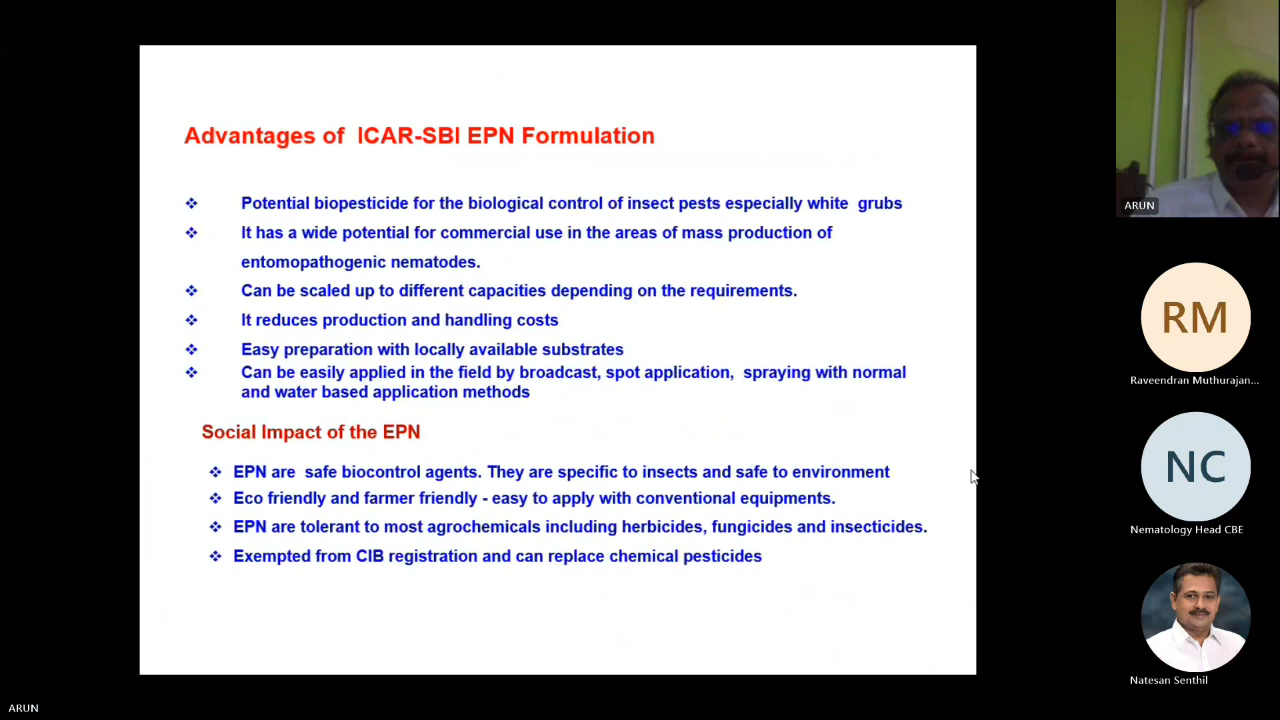 Advantages of ICAR-SBI EPN Formulation
❖ Potential biopesticide for the biological control of insect pests especially white grubs
❖ It has a wide potential for commercial use in the areas of mass production of
entomopathogenic nematodes.
❖ Can be scaled up to different capacities depending on the requirements.
❖ It reduces production and handling costs
❖ Easy preparation with locally available substrates
❖ Can be easily applied in the field by broadcast, spot application, spraying with normal
and water based application methods
Social Impact of the EPN
❖ EPN are safe biocontrol agents. They are specific to insects and safe to environment
❖ Eco friendly and farmer friendly - easy to apply with conventional equipments.
❖ EPN are tolerant to most agrochemicals including herbicides, fungicides and insecticides.
❖ Exempted from CIB registration and can replace chemical pesticides
ARUN
RM
Raveendran Muthurajan...
NC
Nematology Head CBE
Natesan Senthil
ARUN